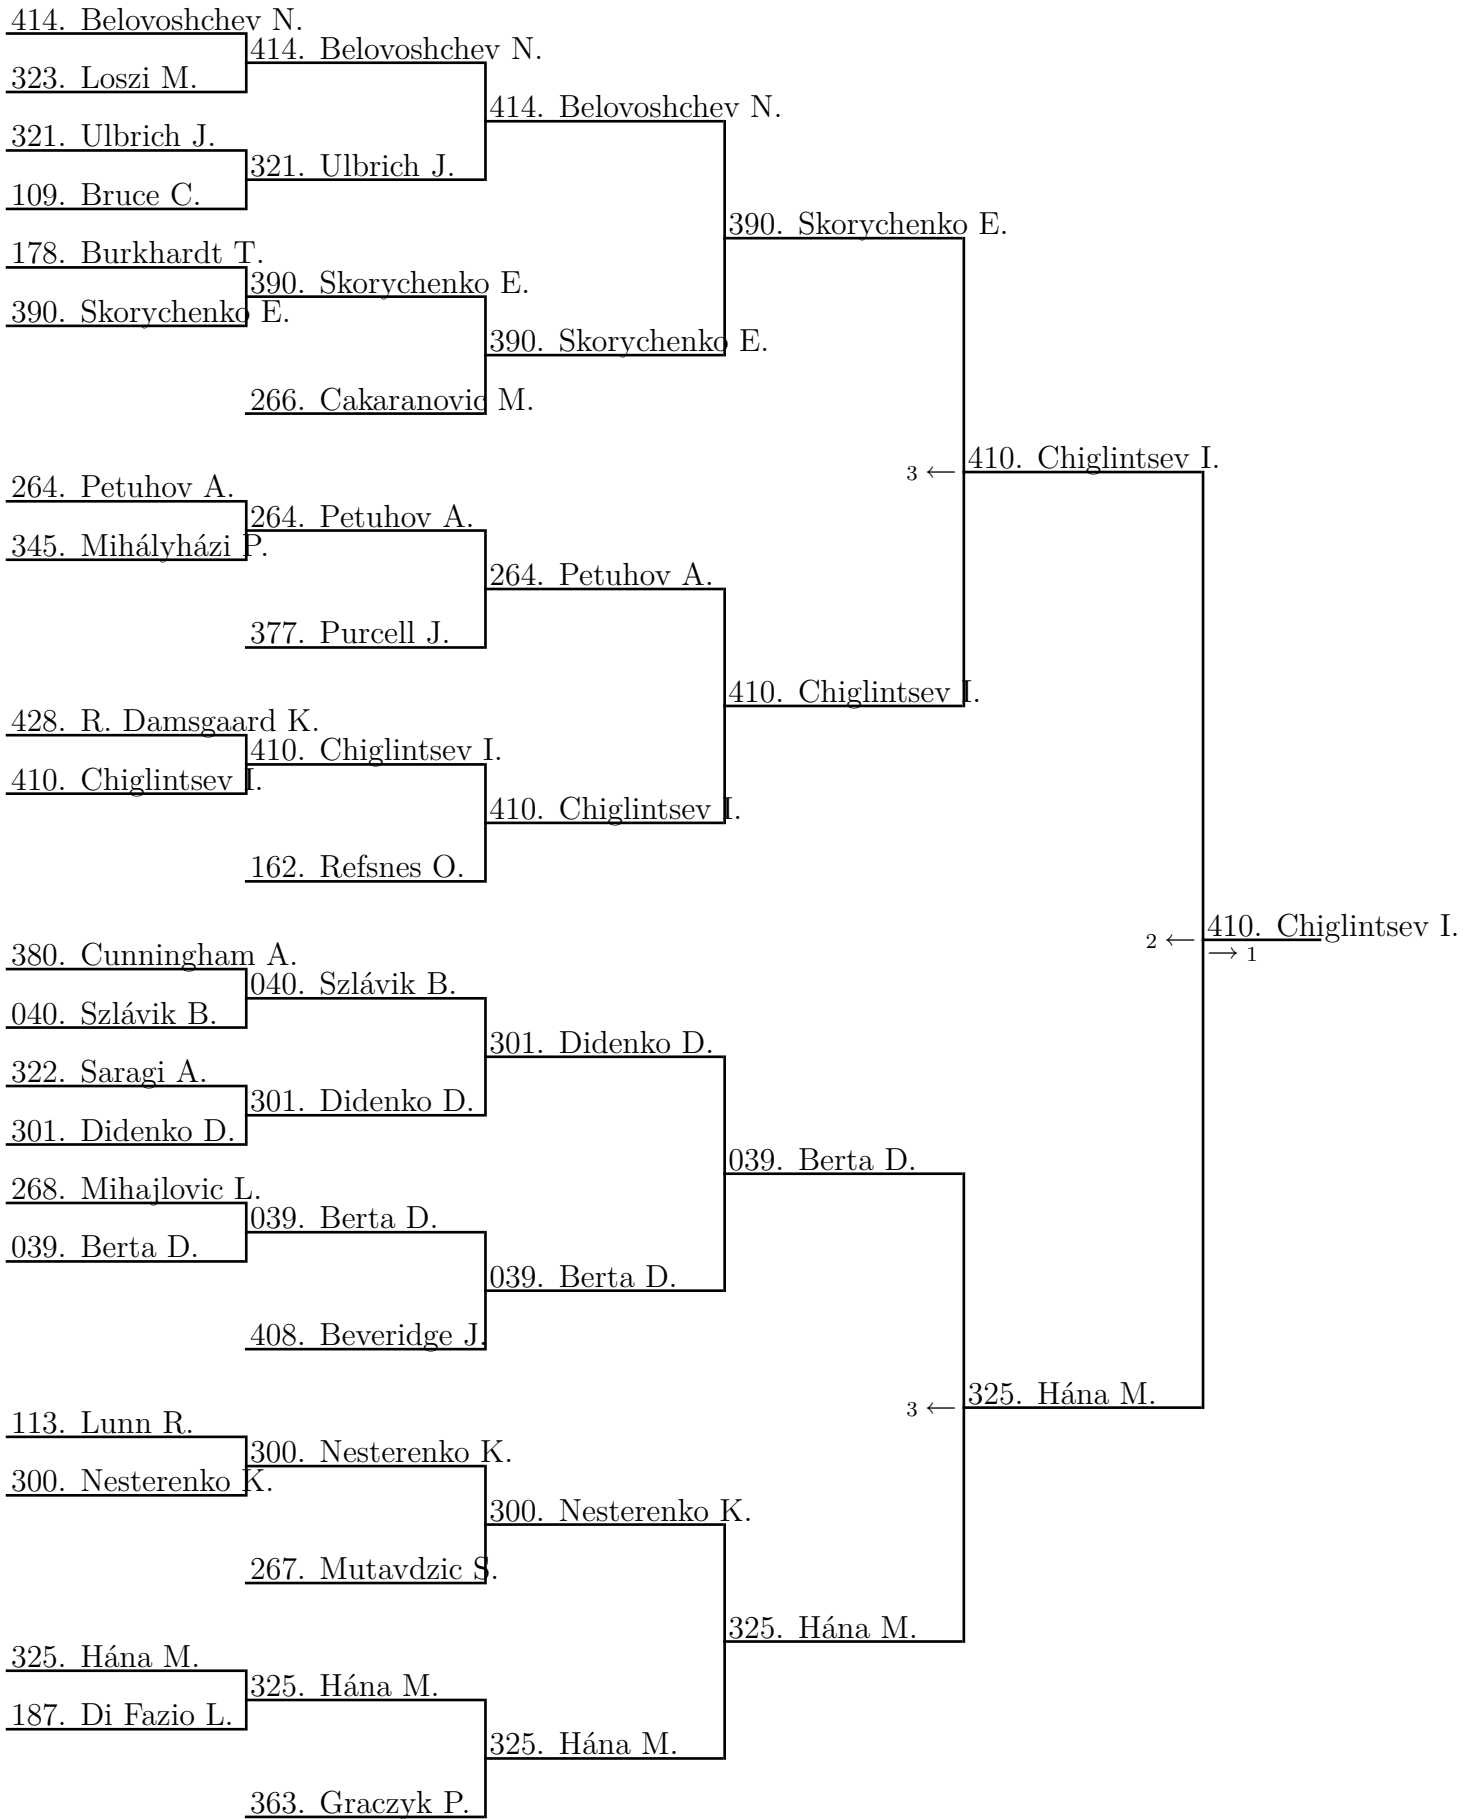 414. Belovoshchev N.
414. Belovoshchev N.
323. Loszi M.
414. Belovoshchev N.
321. Ulbrich J.
321. Ulbrich J.
109. Bruce C.
390. Skorychenko E.
178. Burkhardt T.
390. Skorychenko E.
390. Skorychenko E.
390. Skorychenko E.
266. Cakaranovic M.
3 ← 410. Chiglintsev I.
264. Petuhov A.
264. Petuhov A.
345. Mihályházi P.
264. Petuhov A.
377. Purcell J.
410. Chiglintsev I.
428. R. Damsgaard K.
410. Chiglintsev I.
410. Chiglintsev I.
410. Chiglintsev I.
162. Refsnes O.
2 ← 410. Chiglintsev I.
→ 1
380. Cunningham A.
040. Szlávik B.
040. Szlávik B.
301. Didenko D.
322. Saragi A.
301. Didenko D.
301. Didenko D.
039. Berta D.
268. Mihajlovic L.
039. Berta D.
039. Berta D.
039. Berta D.
408. Beveridge J.
3 ← 325. Hána M.
113. Lunn R.
300. Nesterenko K.
300. Nesterenko K.
300. Nesterenko K.
267. Mutavdzic S.
325. Hána M.
325. Hána M.
325. Hána M.
187. Di Fazio L.
325. Hána M.
363. Graczyk P.